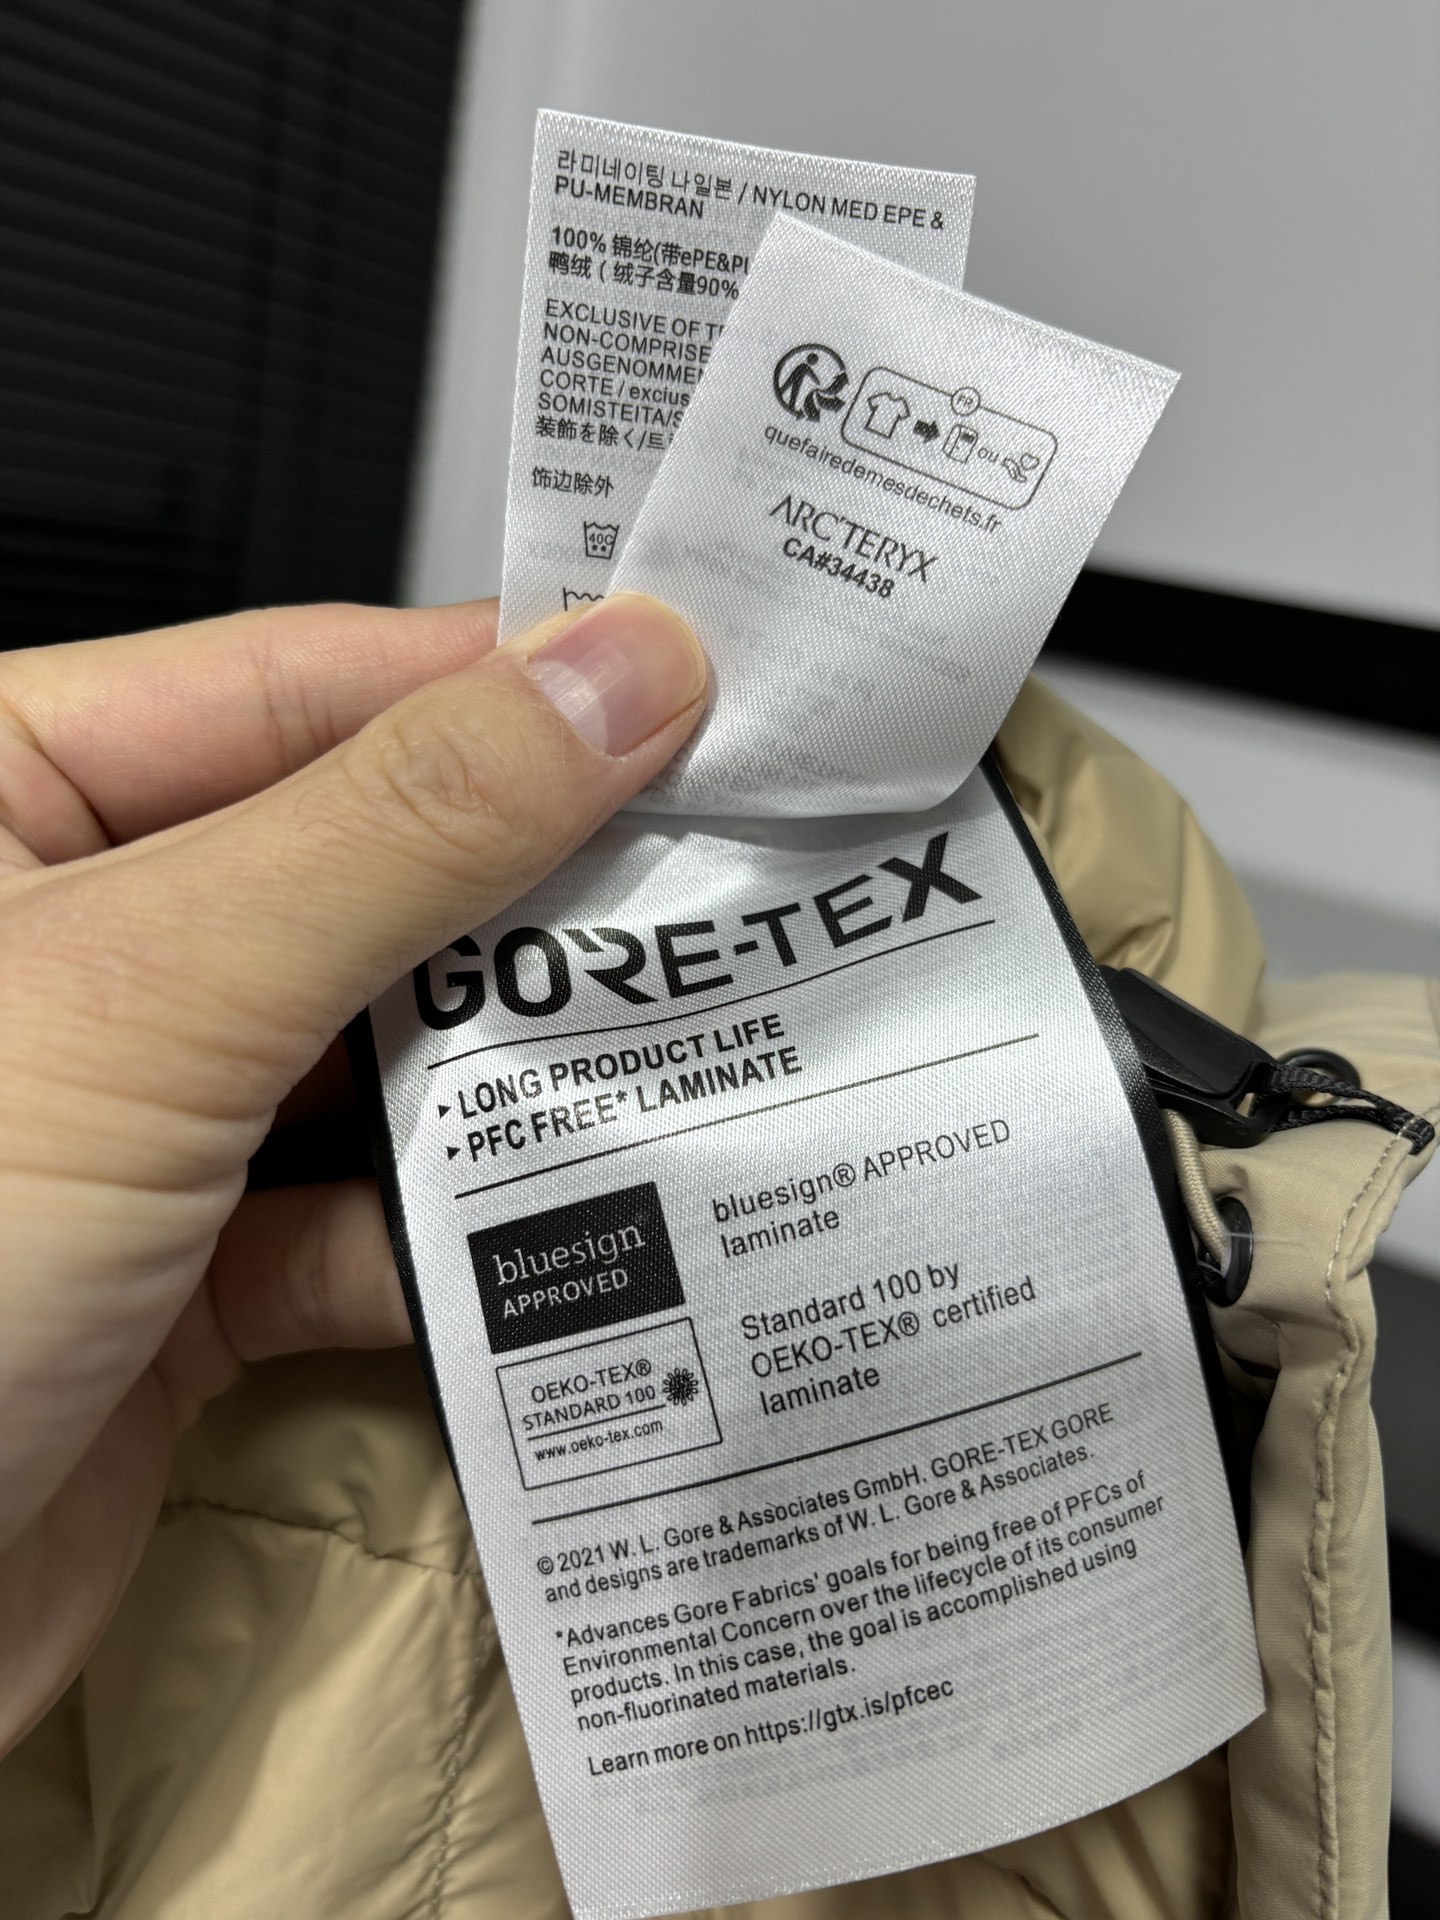 라미네이팅 나일본 / NYLON MED EPE &
PU-MEMBRAN
100% 锦纶(带ePE&PU
鸭绒 ( 绒子含量90%
EXCLUSIVE OF
NON-COMPRISE
AUSGENOMMEN
CORTE / exclus
SOMISTEITA/
装飾を除く/트
饰边除外
40C
FR
ou
quefairedemesdechets.fr
ARC'TERYX
CA#34438
GORE-TEX
▸ LONG PRODUCT LIFE
▸ PFC FREE* LAMINATE
bluesign®
APPROVED
bluesign® APPROVED
laminate
OEKO-TEX®
STANDARD 100
www.oeko-tex.com
Standard 100 by
OEKO-TEX® certified
laminate
© 2021 W. L. Gore & Associates GmbH. GORE-TEX GORE
and designs are trademarks of W. L. Gore & Associates.
*Advances Gore Fabrics' goals for being free of PFCs of
Environmental Concern over the lifecycle of its consumer
products. In this case, the goal is accomplished using
non-fluorinated materials.
Learn more on https://gtx.is/pfcec